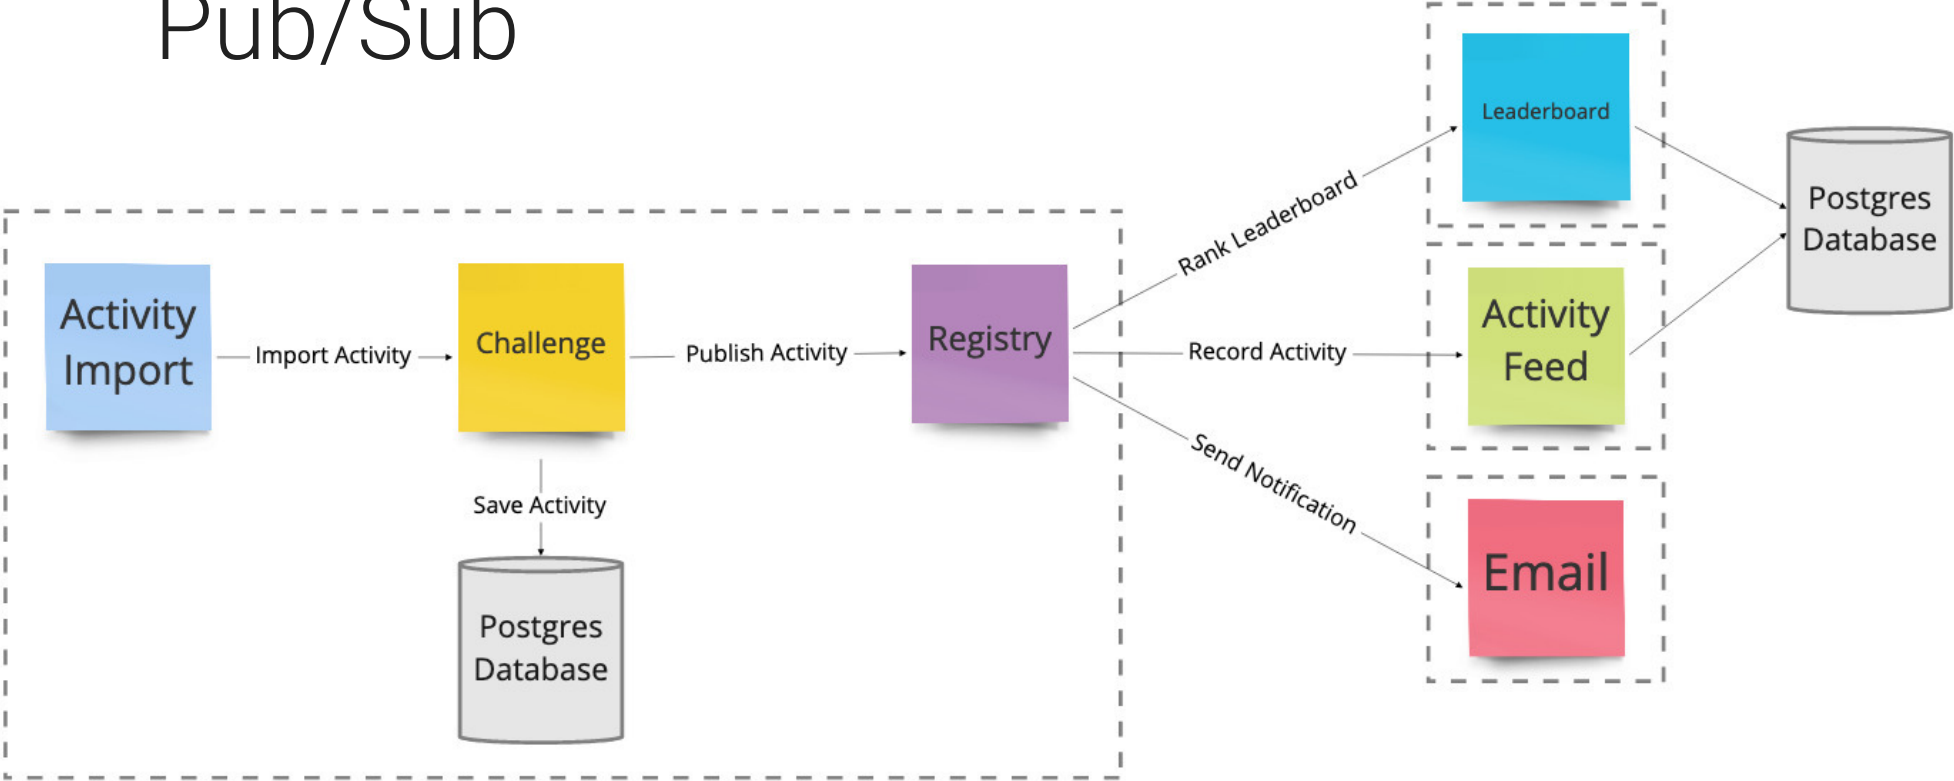 Pub/Sub
Activity
Import
Import Activity
Challenge
Publish Activity
Registry
Save Activity
Postgres
Database
Rank Leaderboard
Record Activity
Send Notification
Leaderboard
Activity
Feed
Email
Postgres
Database